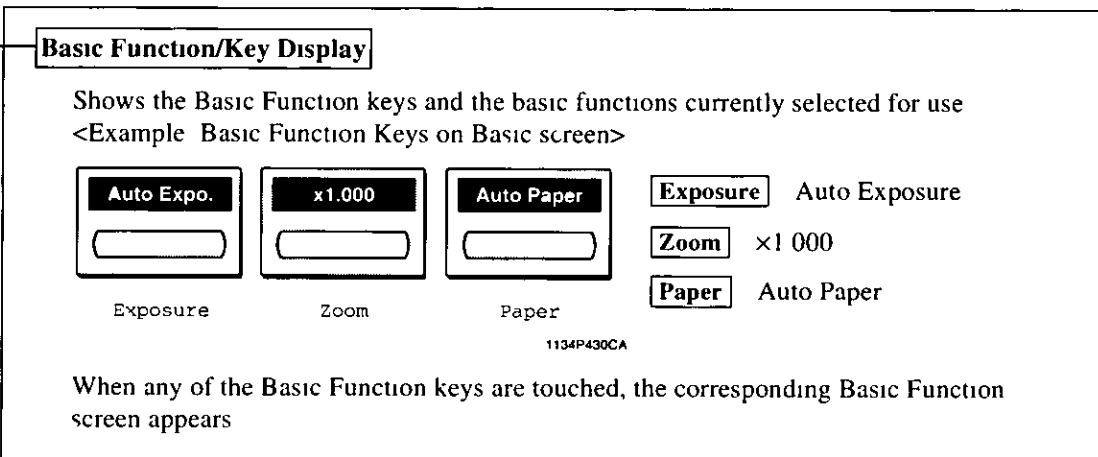 Basic Function/Key Display
Shows the Basic Function keys and the basic functions currently selected for use
<Example Basic Function Keys on Basic screen>
Auto Expo. x1.000 Auto Paper
Exposure Zoom Paper
Exposure Auto Exposure
Zoom ×1 000
Paper Auto Paper
1134P430CA
When any of the Basic Function keys are touched, the corresponding Basic Function
screen appears